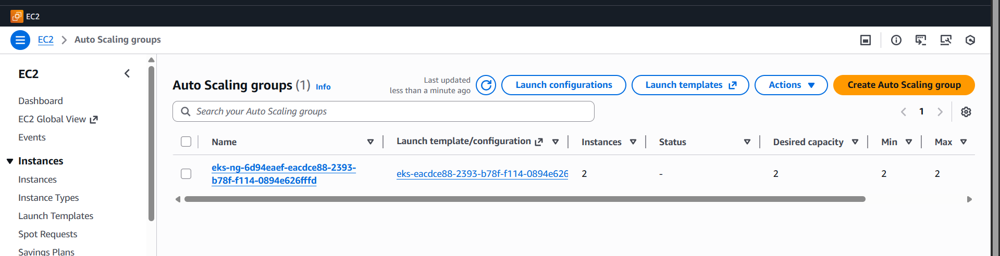 EC2
EC2 > Auto Scaling groups
EC2
Dashboard
EC2 Global View
Events
Instances
Instances
Instance Types
Launch Templates
Spot Requests
Savings Plans
Auto Scaling groups (1) Info
Last updated
less than a minute ago
Launch configurations
Launch templates
Actions
Create Auto Scaling group
Search your Auto Scaling groups
1
Name
Launch template/configuration
Instances
Status
Desired capacity
Min
Max
eks-ng-6d94eaef-eacdce88-2393-
b78f-f114-0894e626fffd
eks-eacdce88-2393-b78f-f114-0894e626
2
-
2
2
2